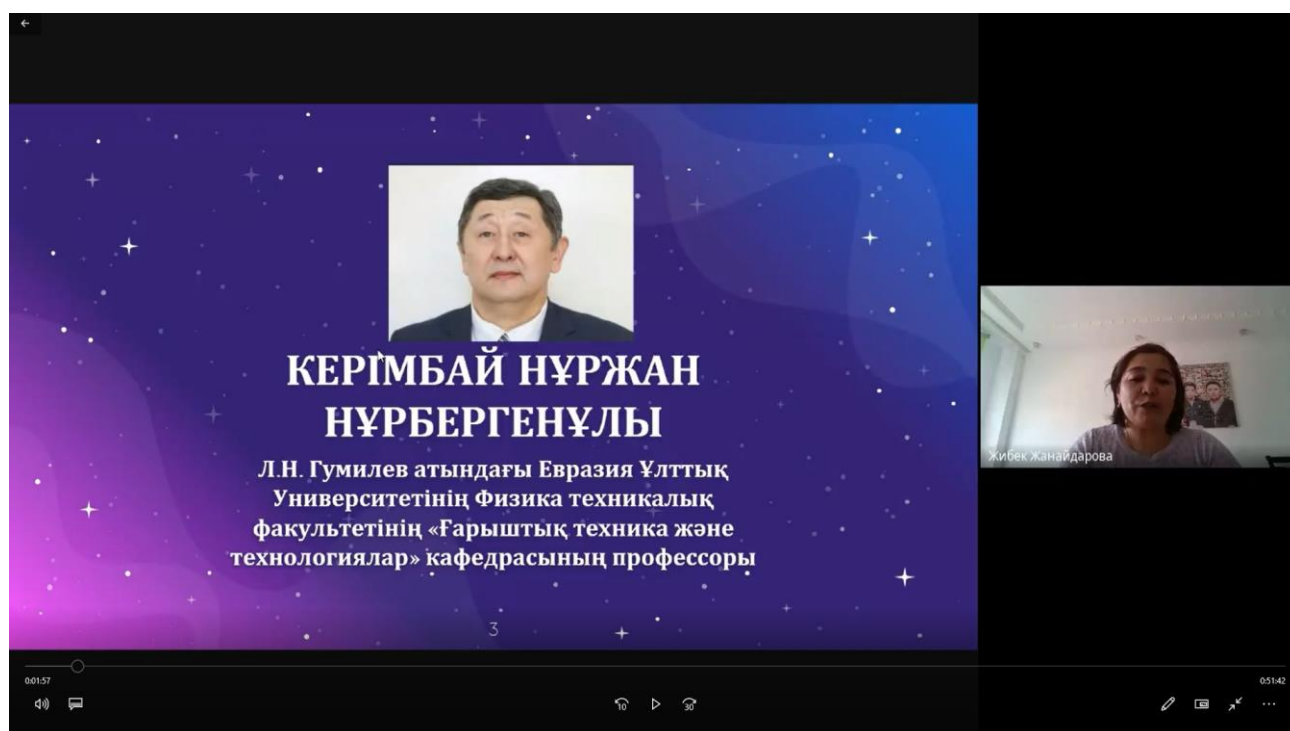 КЕРІМБАЙ НҰРЖАН
НҰРБЕРГЕНҰЛЫ
Л.Н. Гумилев атындағы Евразия Ұлттық
Университетінің Физика техникалық
факультетінің «Ғарыштық техника және
технологиялар» кафедрасының профессоры
3
Жибек Жанайдарова
0:01:57
0:51:42
10
30